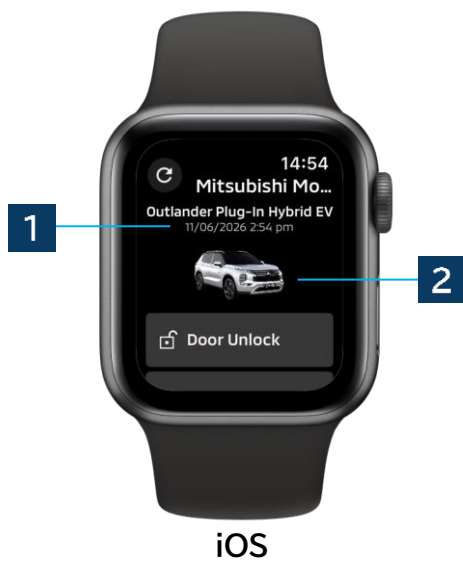 14:54
Mitsubishi Mo...
Outlander Plug-In Hybrid EV
11/06/2026 2:54 pm
1
2
Door Unlock
iOS